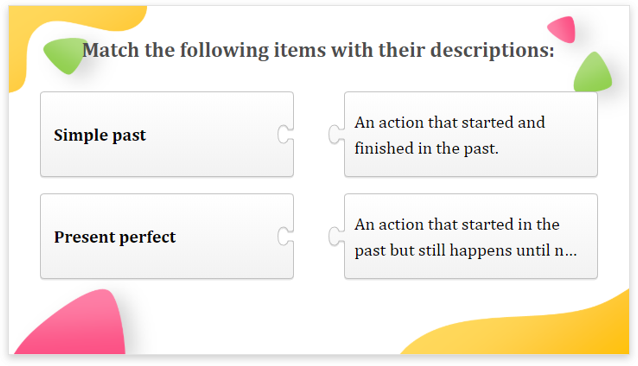 Match the following items with their descriptions:
Simple past
An action that started and
finished in the past.
Present perfect
An action that started in the
past but still happens until n...